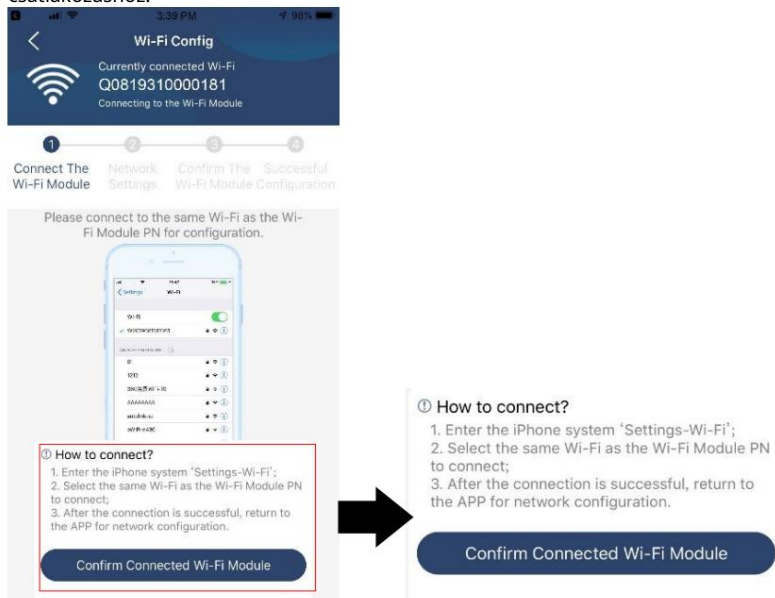 3:39 PM
98%
Wi-Fi Config
Currently connected Wi-Fi
Q0819310000181
Connecting to the Wi-Fi Module
1 2 3 4
Connect The Network Confirm The Successful
Wi-Fi Module Settings Wi-Fi Module Configuration
Please connect to the same Wi-Fi as the Wi-
Fi Module PN for configuration.
Settings Wi-Fi
Wi-Fi
1212
AAAAAAAA
How to connect?
1. Enter the iPhone system ‘Settings-Wi-Fi’;
2. Select the same Wi-Fi as the Wi-Fi Module PN
to connect;
3. After the connection is successful, return to
the APP for network configuration.
Confirm Connected Wi-Fi Module
How to connect?
1. Enter the iPhone system ‘Settings-Wi-Fi’;
2. Select the same Wi-Fi as the Wi-Fi Module PN
to connect;
3. After the connection is successful, return to
the APP for network configuration.
Confirm Connected Wi-Fi Module